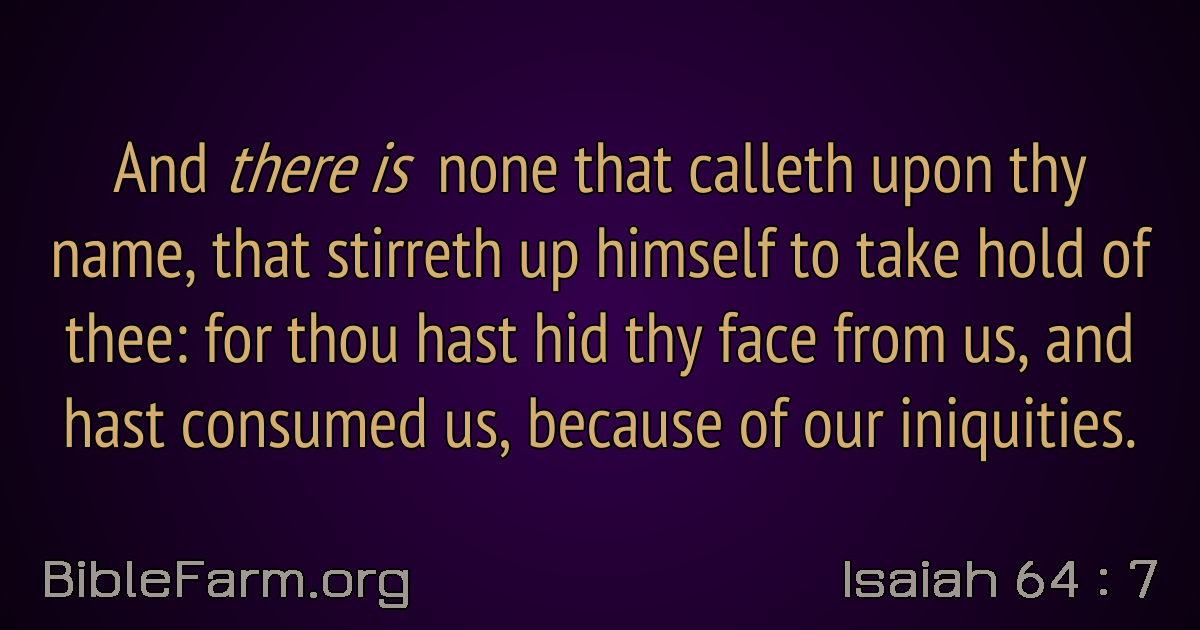 And there is none that calleth upon thy
name, that stirreth up himself to take hold of
thee: for thou hast hid thy face from us, and
hast consumed us, because of our iniquities.
BibleFarm.org
Isaiah 64 : 7